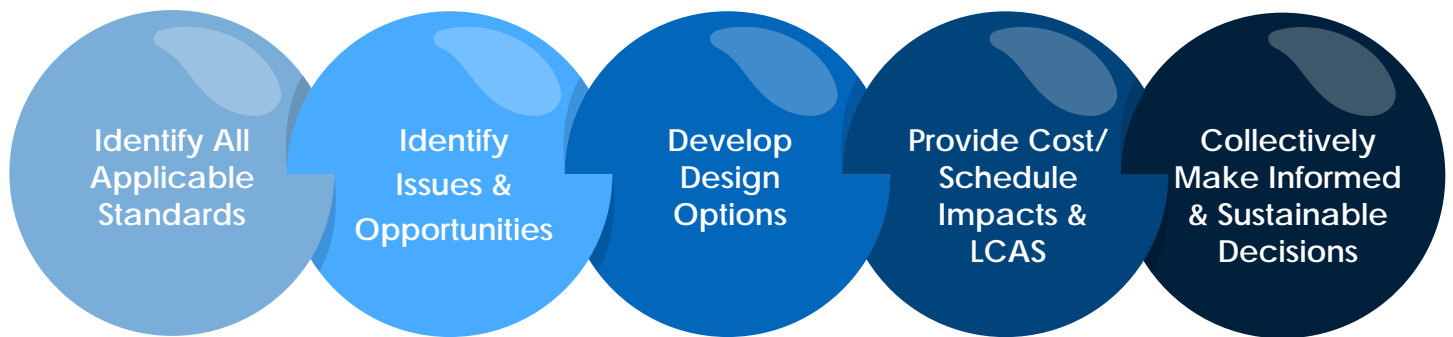 Identify All
Applicable
Standards
Identify
Issues &
Opportunities
Develop
Design
Options
Provide Cost/
Schedule
Impacts &
LCAS
Collectively
Make Informed
& Sustainable
Decisions